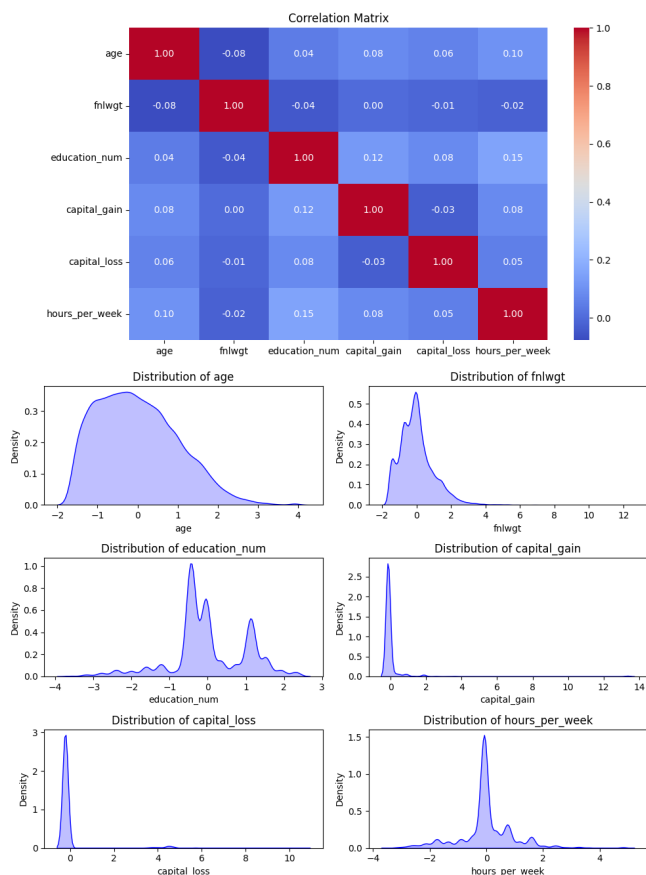 Correlation Matrix
age 1.00 -0.08 0.04 0.08 0.06 0.10
fnlwgt -0.08 1.00 -0.04 0.00 -0.01 -0.02
education_num 0.04 -0.04 1.00 0.12 0.08 0.15
capital_gain 0.08 0.00 0.12 1.00 -0.03 0.08
capital_loss 0.06 -0.01 0.08 -0.03 1.00 0.05
hours_per_week 0.10 -0.02 0.15 0.08 0.05 1.00
age fnlwgt education_num capital_gain capital_loss hours_per_week
1.0
0.8
0.6
0.4
0.2
0.0
Distribution of age
Density
0.3
0.2
0.1
0.0
−2 −1 0 1 2 3 4
age
Distribution of fnlwgt
Density
0.5
0.4
0.3
0.2
0.1
0.0
−2 0 2 4 6 8 10 12
fnlwgt
Distribution of education_num
Density
1.0
0.8
0.6
0.4
0.2
0.0
−4 −3 −2 −1 0 1 2 3
education_num
Distribution of capital_gain
Density
2.5
2.0
1.5
1.0
0.5
0.0
0 2 4 6 8 10 12 14
capital_gain
Distribution of capital_loss
Density
3
2
1
0
0 2 4 6 8 10
capital_loss
Distribution of hours_per_week
Density
1.5
1.0
0.5
0.0
−4 −2 0 2 4
hours_per_week